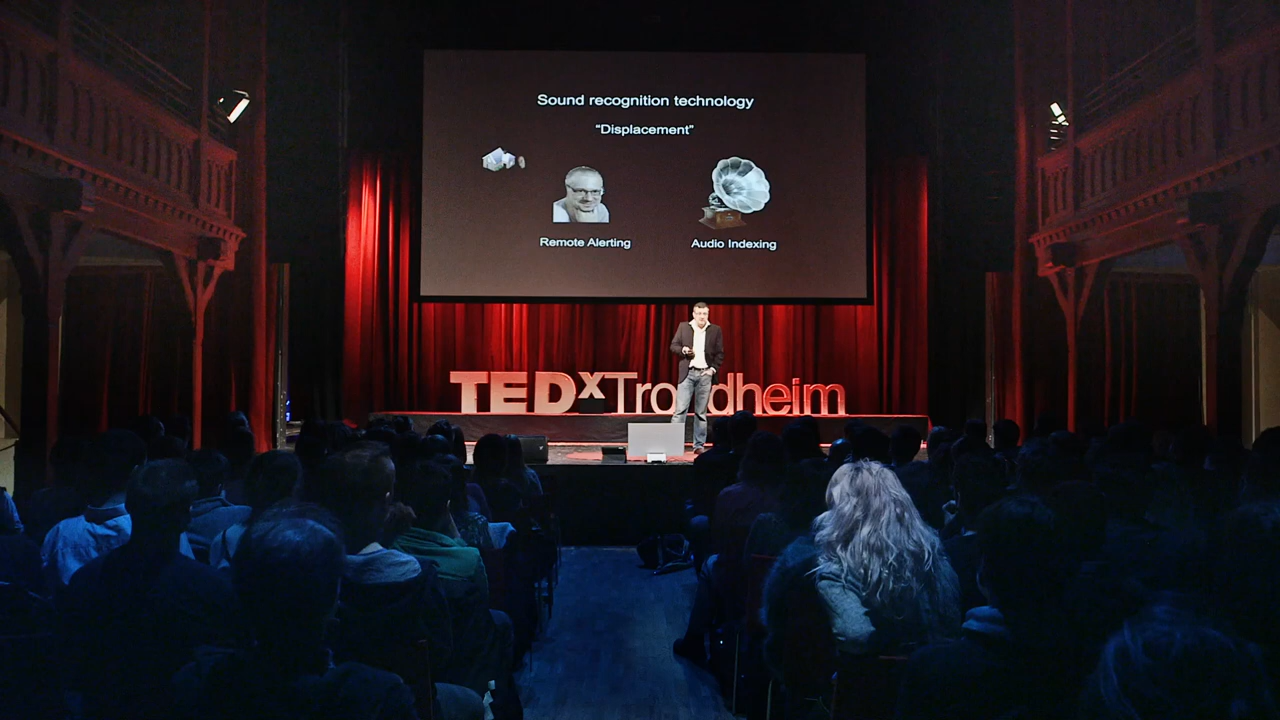 Sound recognition technology
“Displacement”
Remote Alerting Audio Indexing
TEDxTrondheim